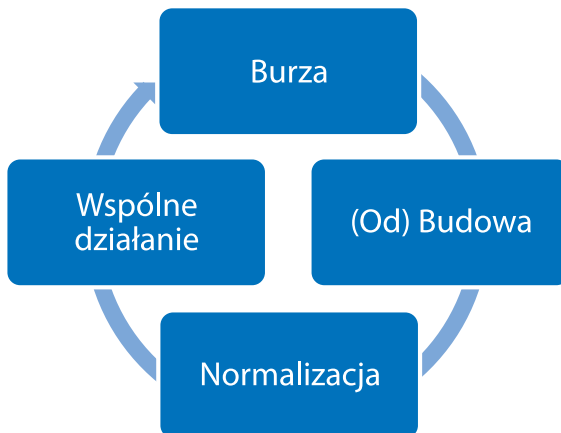 Burza
Wspólne
działanie
(Od) Budowa
Normalizacja